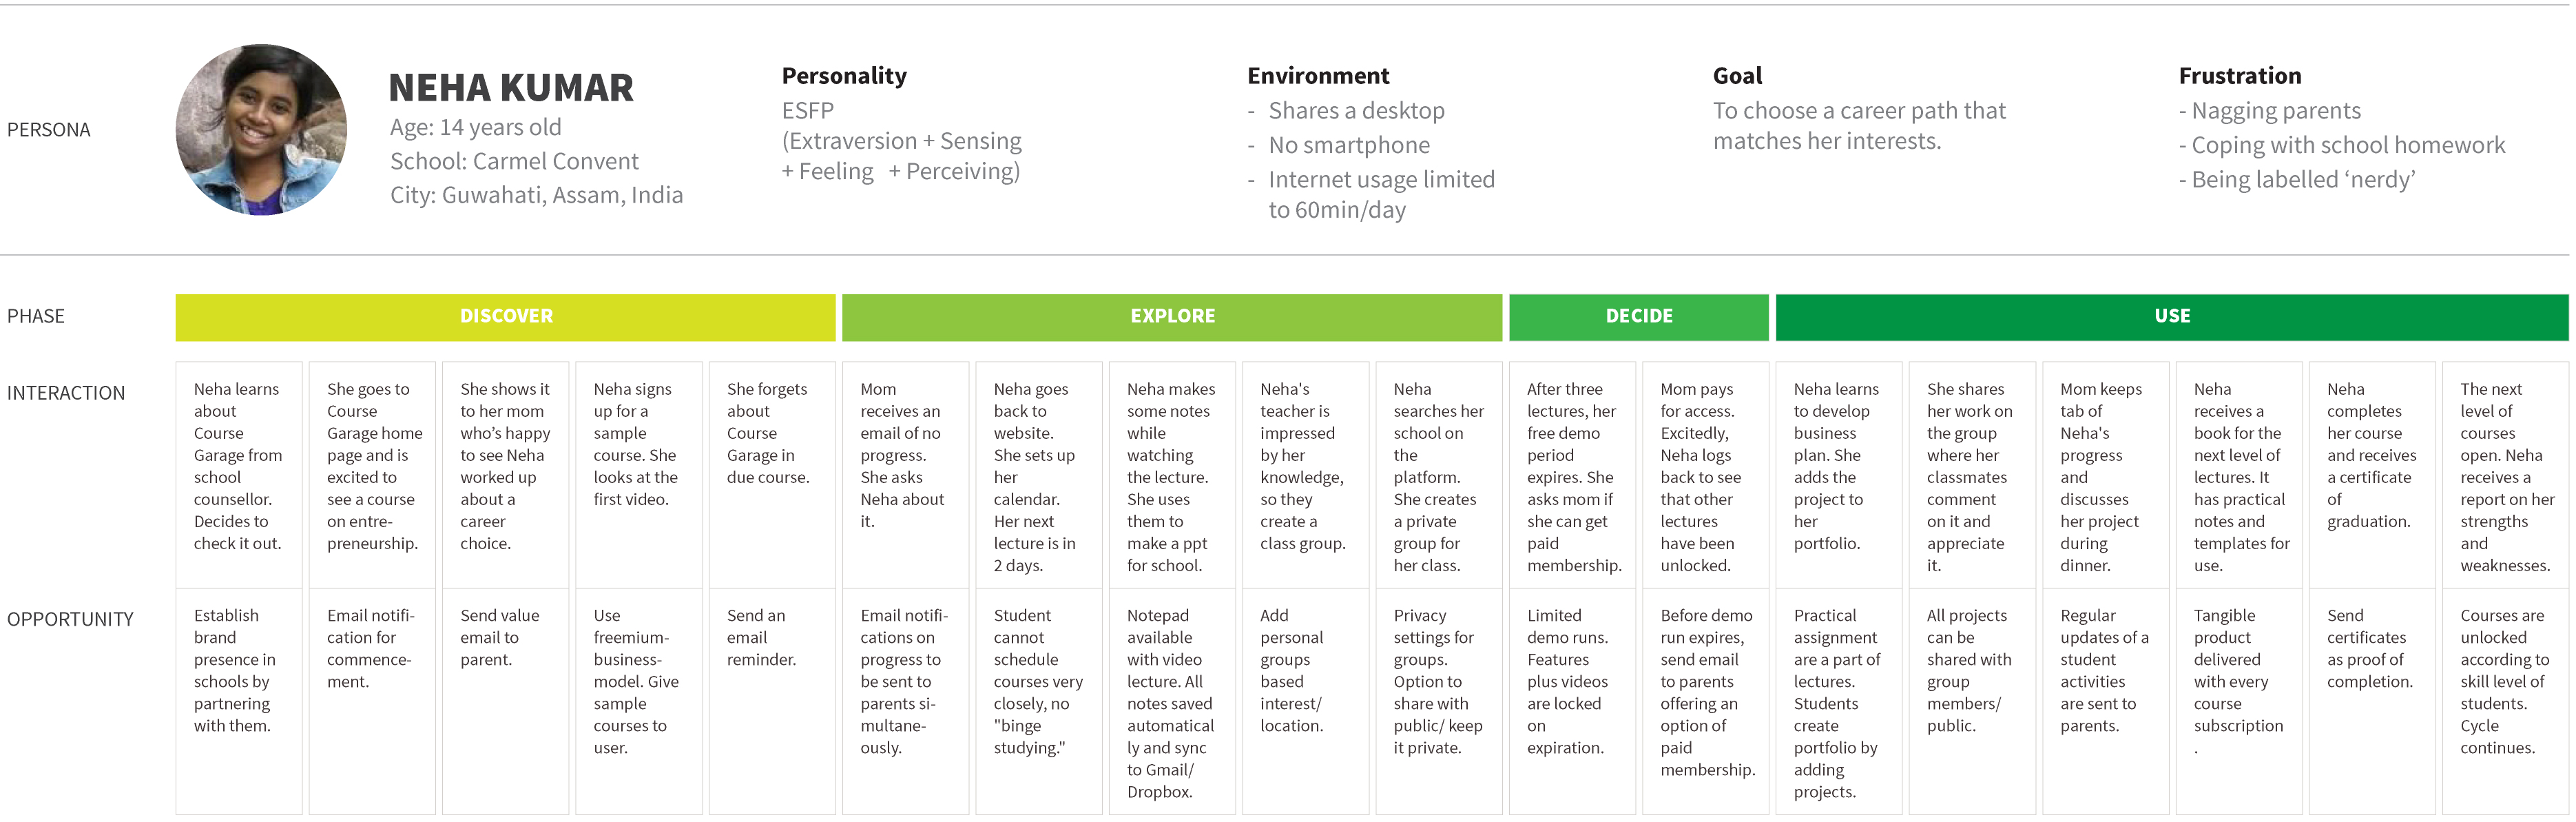 PERSONA
NEHA KUMAR
Age: 14 years old
School: Carmel Convent
City: Guwahati, Assam, India
Personality
ESFP
(Extraversion + Sensing
+ Feeling + Perceiving)
Environment
- Shares a desktop
- No smartphone
- Internet usage limited
to 60min/day
Goal
To choose a career path that
matches her interests.
Frustration
- Nagging parents
- Coping with school homework
- Being labelled ‘nerdy’
PHASE
DISCOVER
EXPLORE
DECIDE
USE
INTERACTION
Neha learns
about
Course
Garage from
school
counsellor.
Decides to
check it out.
She goes to
Course
Garage home
page and is
excited to
see a course
on entre-
preneurship.
She shows it
to her mom
who’s happy
to see Neha
worked up
about a
career
choice.
Neha signs
up for a
sample
course. She
looks at the
first video.
She forgets
about
Course
Garage in
due course.
Mom
receives an
email of no
progress.
She asks
Neha about
it.
Neha goes
back to
website.
She sets up
her
calendar.
Her next
lecture is in
2 days.
Neha makes
some notes
while
watching
the lecture.
She uses
them to
make a ppt
for school.
Neha's
teacher is
impressed
by her
knowledge,
so they
create a
class group.
Neha
searches her
school on
the
platform.
She creates
a private
group for
her class.
After three
lectures, her
free demo
period
expires. She
asks mom if
she can get
paid
membership.
Mom pays
for access.
Excitedly,
Neha logs
back to see
that other
lectures
have been
unlocked.
Neha learns
to develop
business
plan. She
adds the
project to
her
portfolio.
She shares
her work on
the group
where her
classmates
comment
on it and
appreciate
it.
Mom keeps
tab of
Neha's
progress
and
discusses
her project
during
dinner.
Neha
receives a
book for the
next level of
lectures. It
has practical
notes and
templates for
use.
Neha
completes
her course
and receives
a certificate
of
graduation.
The next
level of
courses
open. Neha
receives a
report on her
strengths
and
weaknesses.
OPPORTUNITY
Establish
brand
presence in
schools by
partnering
with them.
Email notifi-
cation for
commence-
ment.
Send value
email to
parent.
Use
freemium-
business-
model. Give
sample
courses to
user.
Send an
email
reminder.
Email notifi-
cations on
progress to
be sent to
parents si-
multane-
ously.
Student
cannot
schedule
courses very
closely, no
"binge
studying."
Notepad
available
with video
lecture. All
notes saved
automatical
ly and sync
to Gmail/
Dropbox.
Add
personal
groups
based
interest/
location.
Privacy
settings for
groups.
Option to
share with
public/ keep
it private.
Limited
demo runs.
Features
plus videos
are locked
on
expiration.
Before demo
run expires,
send email
to parents
offering an
option of
paid
membership.
Practical
assignment
are a part of
lectures.
Students
create
portfolio by
adding
projects.
All projects
can be
shared with
group
members/
public.
Regular
updates of a
student
activities
are sent to
parents.
Tangible
product
delivered
with every
course
subscription
.
Send
certificates
as proof of
completion.
Courses are
unlocked
according to
skill level of
students.
Cycle
continues.